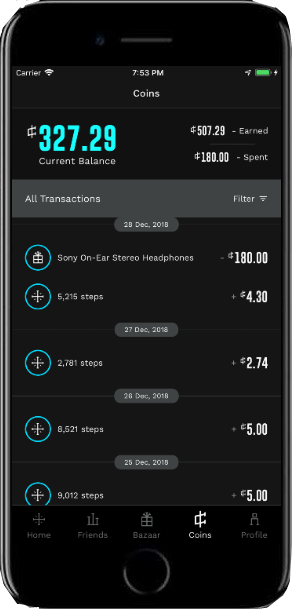 Carrier 7:53 PM
Coins
¢327.29
Current Balance
¢507.29 - Earned
¢180.00 - Spent
All Transactions Filter
28 Dec, 2018
Sony On-Ear Stereo Headphones - ¢180.00
5,215 steps + ¢4.30
27 Dec, 2018
2,781 steps + ¢2.74
26 Dec, 2018
8,521 steps + ¢5.00
25 Dec, 2018
9,012 steps + ¢5.00
Home Friends Bazaar Coins Profile